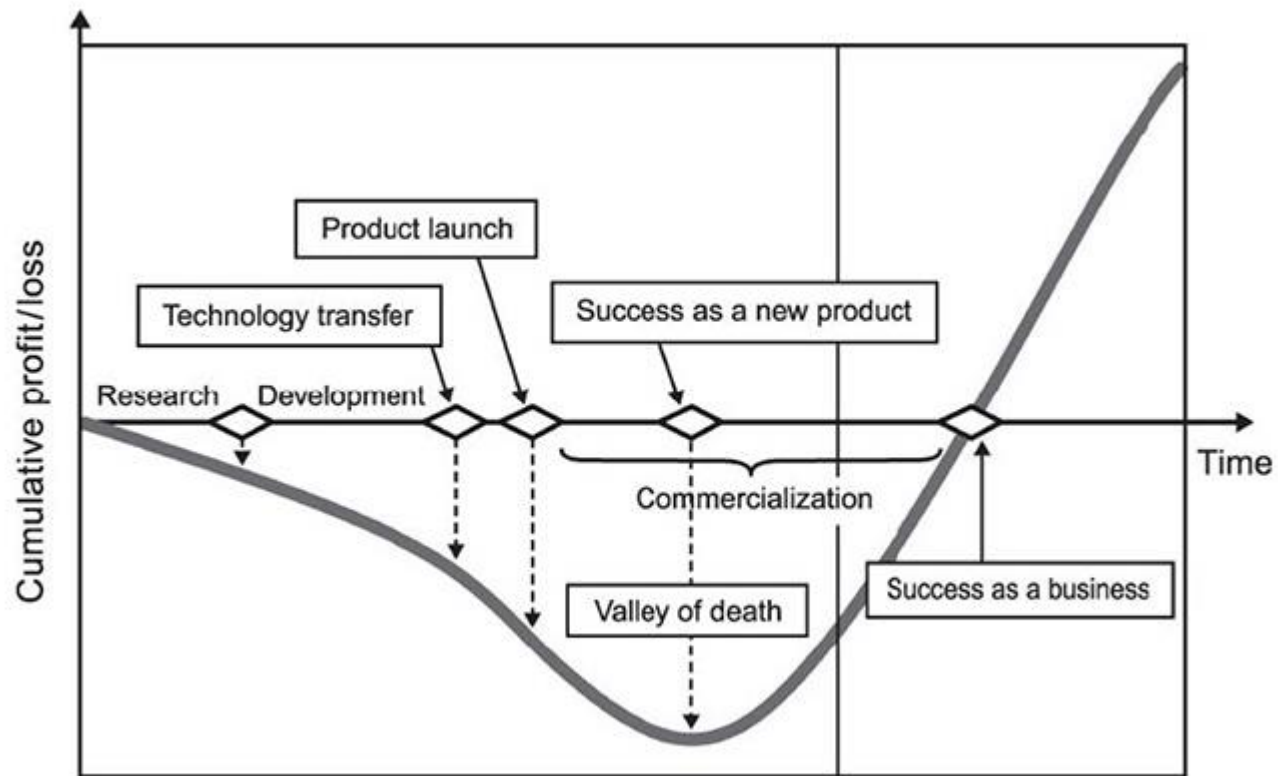 Product launch
Technology transfer
Success as a new product
Research
Development
Time
Commercialization
Valley of death
Success as a business
Cumulative profit/loss